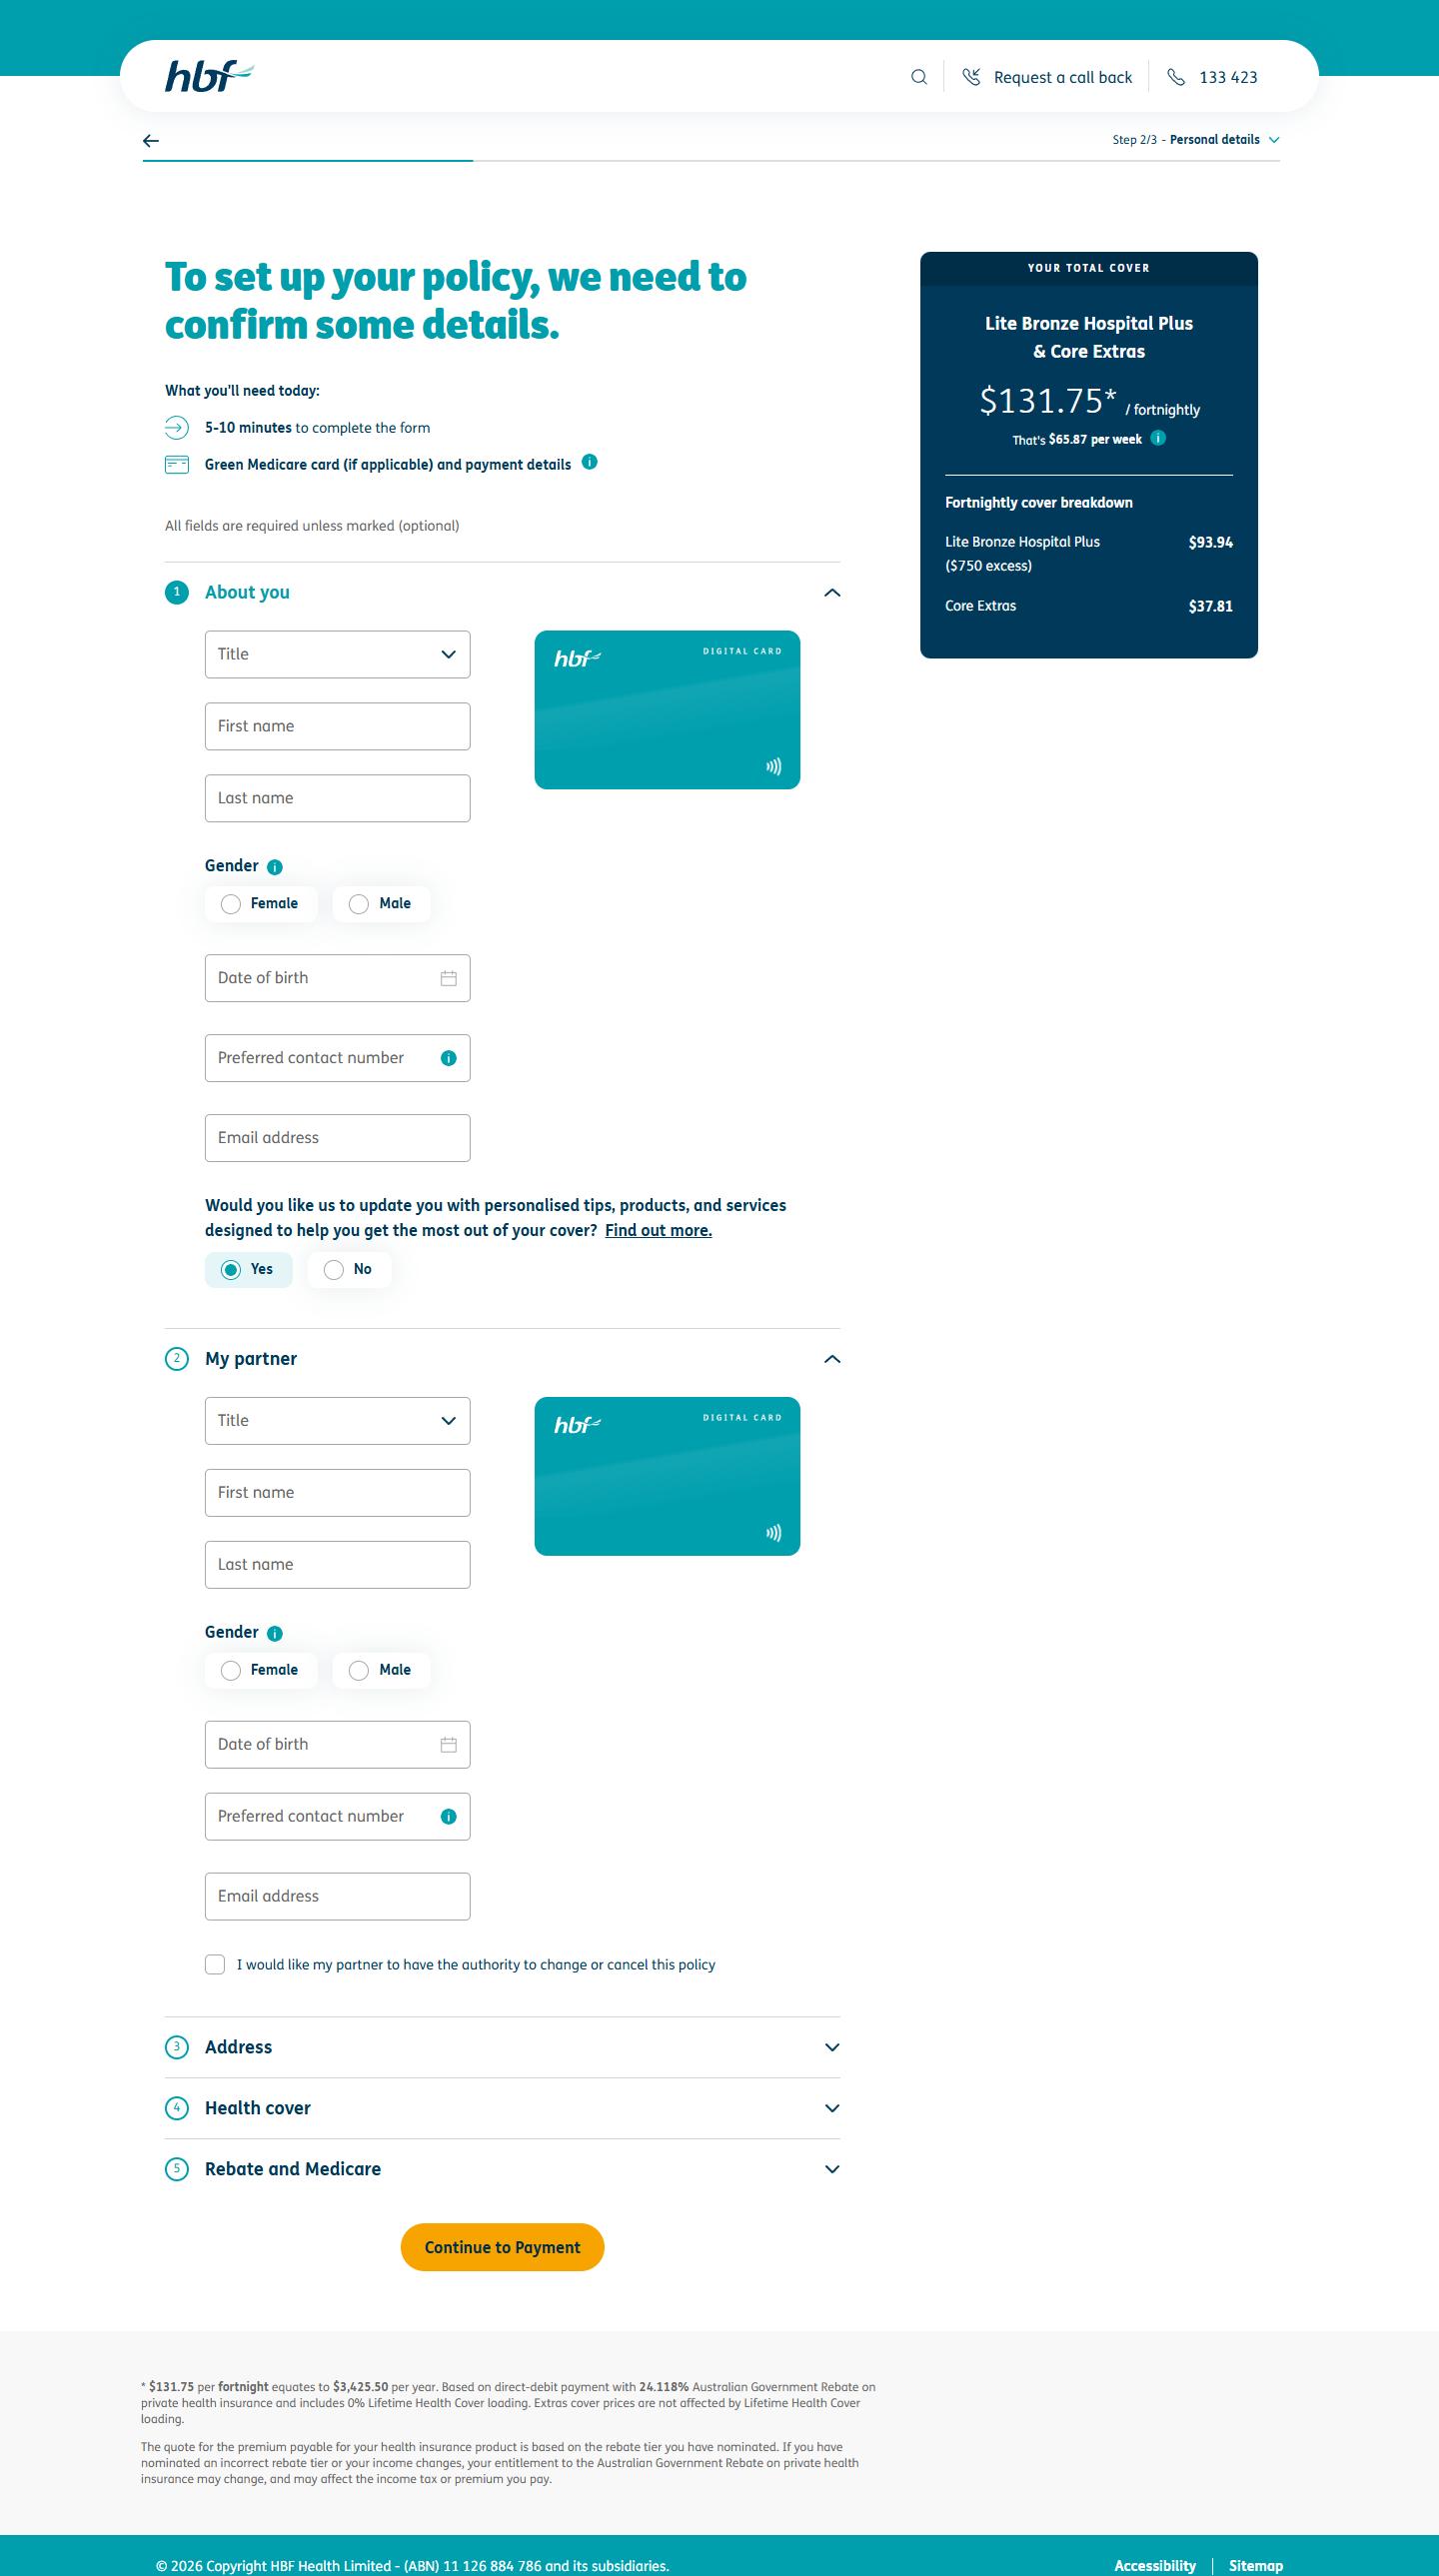 hbf
Request a call back
133 423
Step 2/3 - Personal details
To set up your policy, we need to
confirm some details.
What you'll need today:
5-10 minutes to complete the form
Green Medicare card (if applicable) and payment details i
All fields are required unless marked (optional)
YOUR TOTAL COVER
Lite Bronze Hospital Plus
& Core Extras
$131.75* / fortnightly
That's $65.87 per week i
Fortnightly cover breakdown
Lite Bronze Hospital Plus $93.94
($750 excess)
Core Extras $37.81
1 About you
Title
First name
Last name
hbf DIGITAL CARD
Gender i
Female Male
Date of birth
Preferred contact number i
Email address
Would you like us to update you with personalised tips, products, and services
designed to help you get the most out of your cover? Find out more.
Yes No
2 My partner
Title
First name
Last name
hbf DIGITAL CARD
Gender i
Female Male
Date of birth
Preferred contact number i
Email address
I would like my partner to have the authority to change or cancel this policy
3 Address
4 Health cover
5 Rebate and Medicare
Continue to Payment
* $131.75 per fortnight equates to $3,425.50 per year. Based on direct-debit payment with 24.118% Australian Government Rebate on
private health insurance and includes 0% Lifetime Health Cover loading. Extras cover prices are not affected by Lifetime Health Cover
loading.
The quote for the premium payable for your health insurance product is based on the rebate tier you have nominated. If you have
nominated an incorrect rebate tier or your income changes, your entitlement to the Australian Government Rebate on private health
insurance may change, and may affect the income tax or premium you pay.
© 2026 Copyright HBF Health Limited - (ABN) 11 126 884 786 and its subsidiaries.
Accessibility | Sitemap